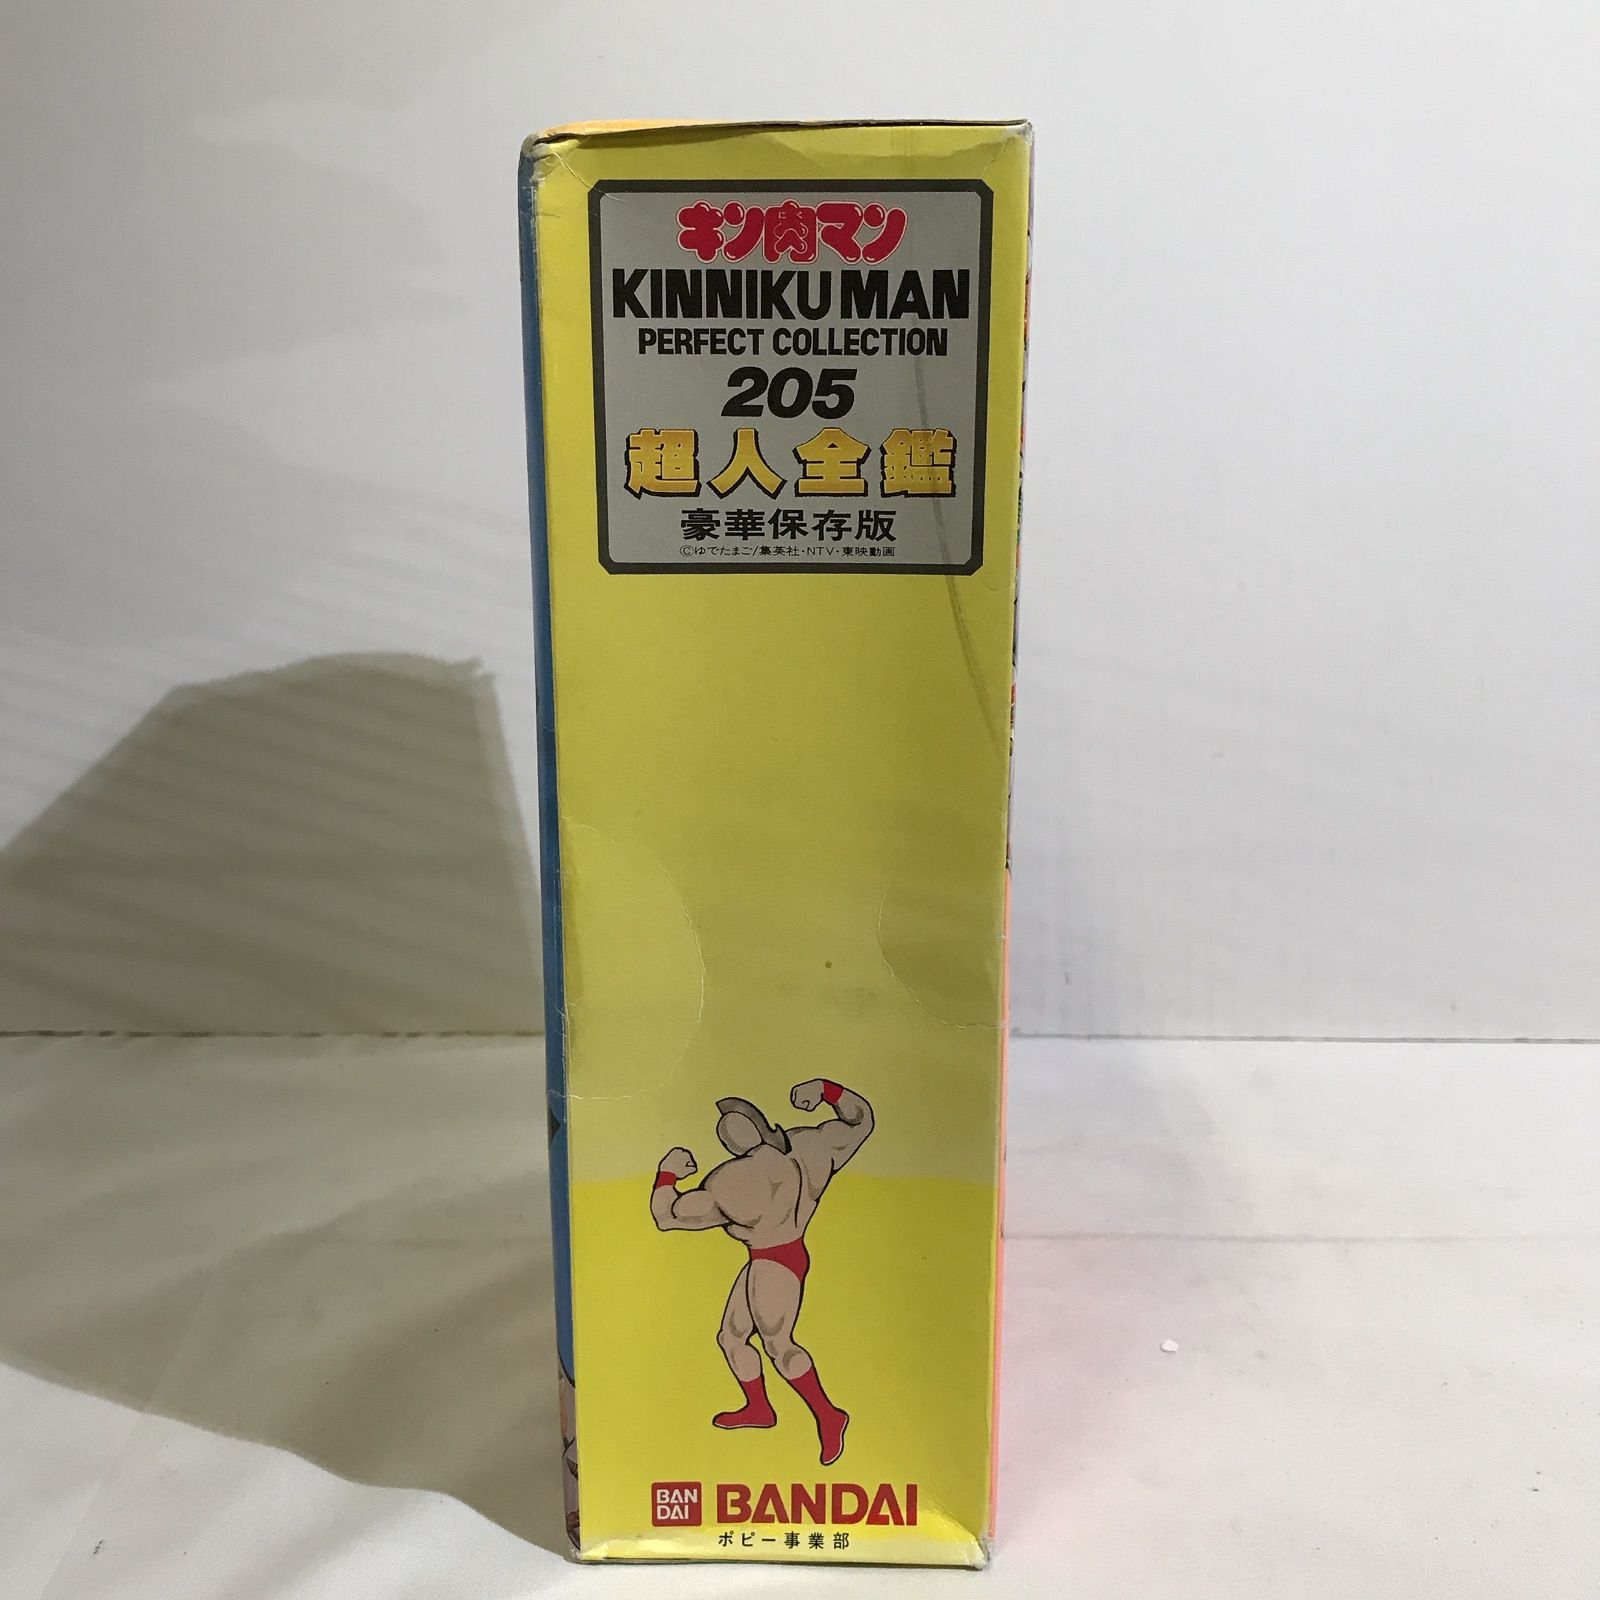 キン肉マン
KINNIKUMAN
PERFECT COLLECTION
205
超人全鑑
豪華保存版
©ゆでたまご/集英社・NTV・東映動画
BAN
DAI
BANDAI
ポピー事業部